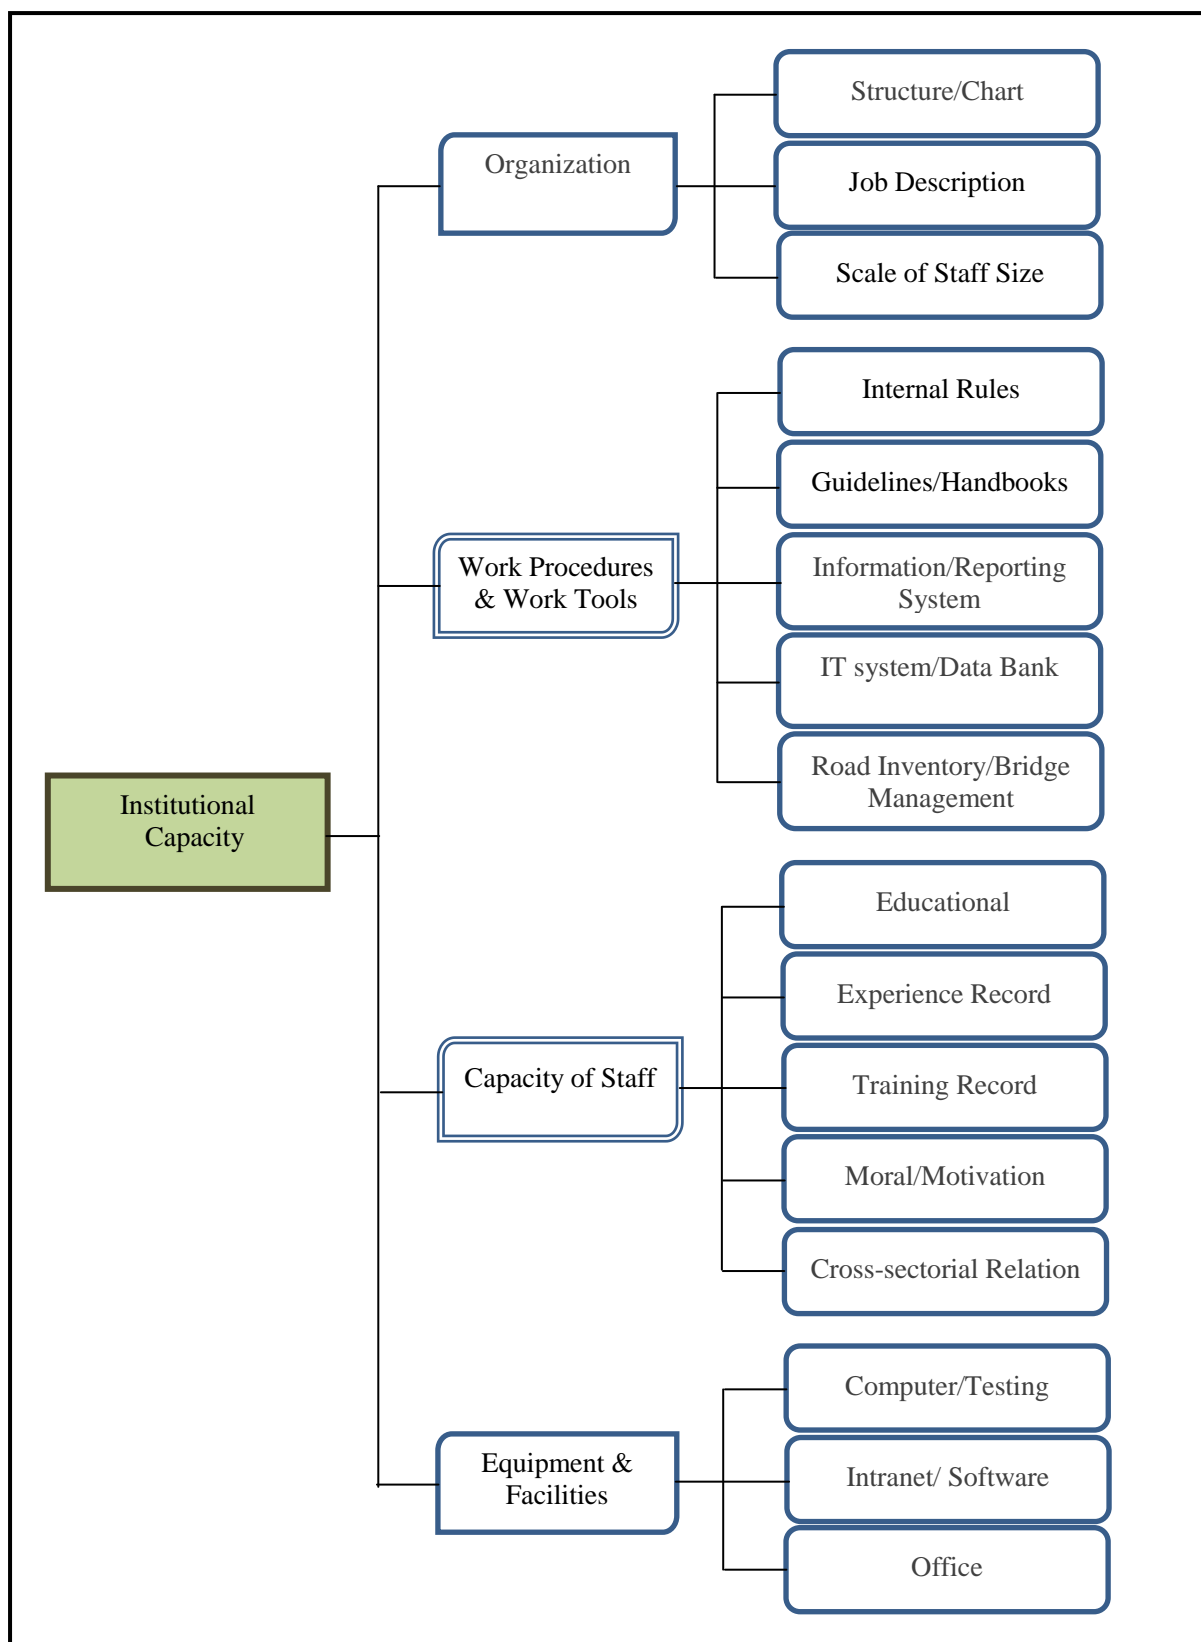 Structure/Chart
Organization
Job Description
Scale of Staff Size
Internal Rules
Guidelines/Handbooks
Work Procedures
& Work Tools
Information/Reporting
System
IT system/Data Bank
Road Inventory/Bridge
Management
Institutional
Capacity
Educational
Experience Record
Capacity of Staff
Training Record
Moral/Motivation
Cross-sectorial Relation
Computer/Testing
Equipment &
Facilities
Intranet/ Software
Office